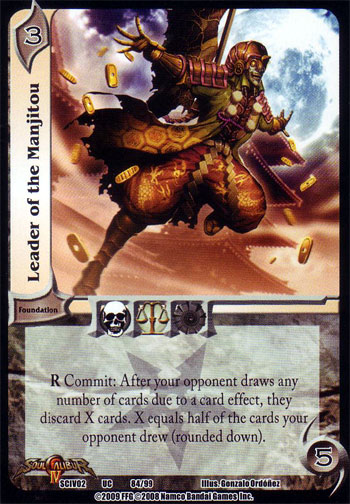 3
Leader of the Manjitou
Foundation
R Commit: After your opponent draws any
number of cards due to a card effect, they
discard X cards. X equals half of the cards your
opponent drew (rounded down).
5
SOULCALIBUR
IV
SCIV02 UC 84/99 Illus. Gonzalo Ordóñez
©2009 FFG ©2008 Namco Bandai Games Inc.